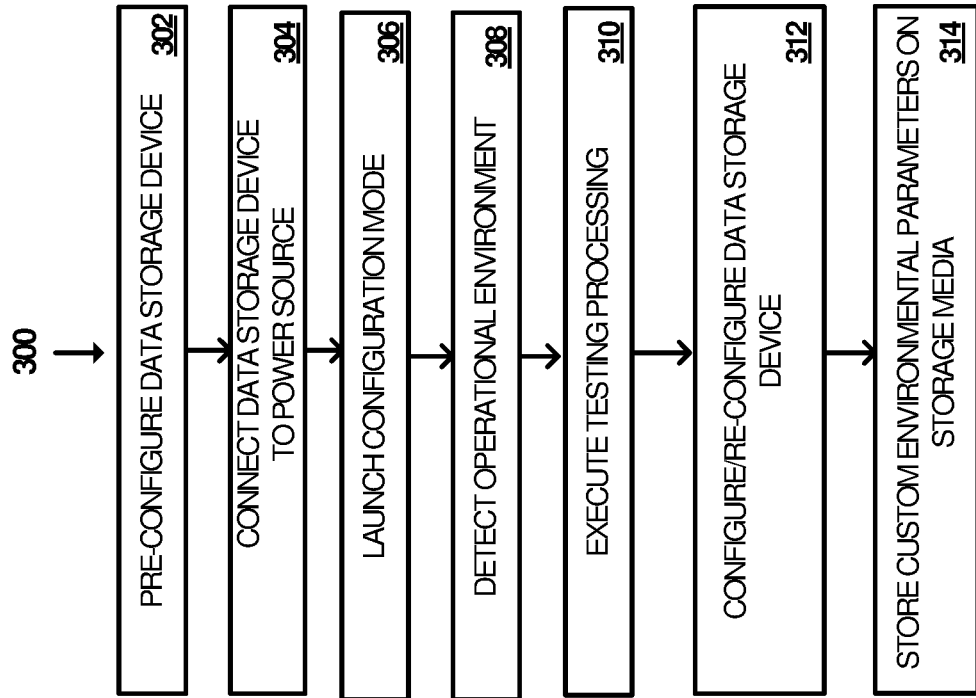 300
PRE-CONFIGURE DATA STORAGE DEVICE
302
CONNECT DATA STORAGE DEVICE
TO POWER SOURCE
304
LAUNCH CONFIGURATION MODE
306
DETECT OPERATIONAL ENVIRONMENT
308
EXECUTE TESTING PROCESSING
310
CONFIGURE/RE-CONFIGURE DATA STORAGE
DEVICE
312
STORE CUSTOM ENVIRONMENTAL PARAMETERS ON
STORAGE MEDIA
314